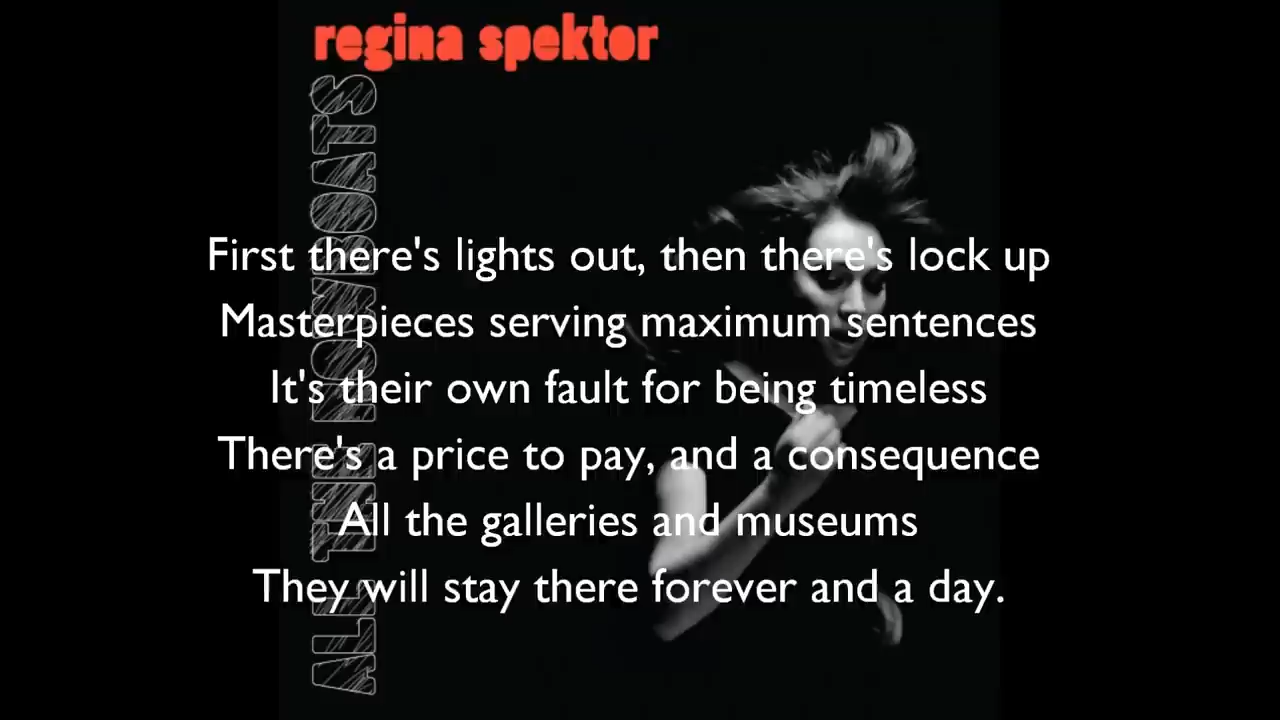 regina spektor
ALL THE ROWBOATS
First there's lights out, then there's lock up
Masterpieces serving maximum sentences
It's their own fault for being timeless
There's a price to pay, and a consequence
All the galleries and museums
They will stay there forever and a day.